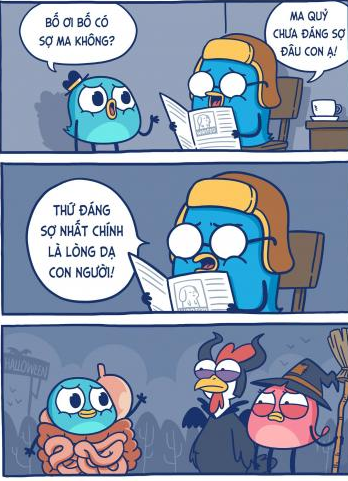 BỐ ƠI BỐ CÓ
SỢ MA KHÔNG?
MA QUỶ
CHƯA ĐÁNG SỢ
ĐÂU CON Ạ!
THỨ ĐÁNG
SỢ NHẤT CHÍNH
LÀ LÒNG DẠ
CON NGƯỜI!
HALLOWEEN